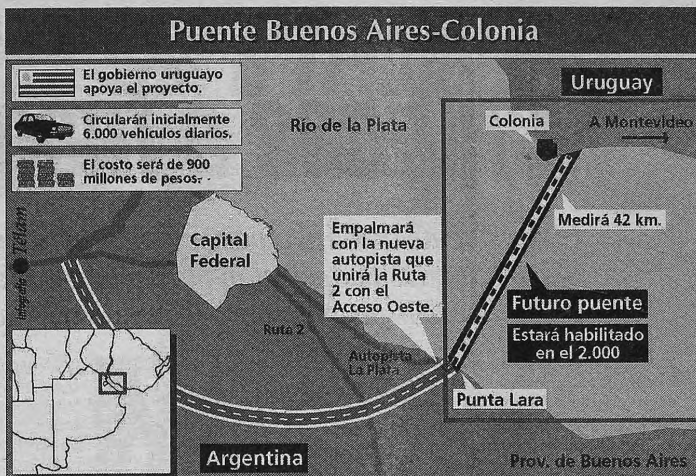 Puente Buenos Aires-Colonia
El gobierno uruguayo
apoya el proyecto.
Circularán inicialmente
6.000 vehículos diarios.
El costo será de 900
millones de pesos.
Río de la Plata
Uruguay
Colonia
A Montevideo
Medirá 42 km.
Empalmará
con la nueva
autopista que
unirá la Ruta
2 con el
Acceso Oeste.
Capital
Federal
Infografía Télam
Ruta 2
Autopista
La Plata
Futuro puente
Estará habilitado
en el 2.000
Punta Lara
Argentina
Prov. de Buenos Aires